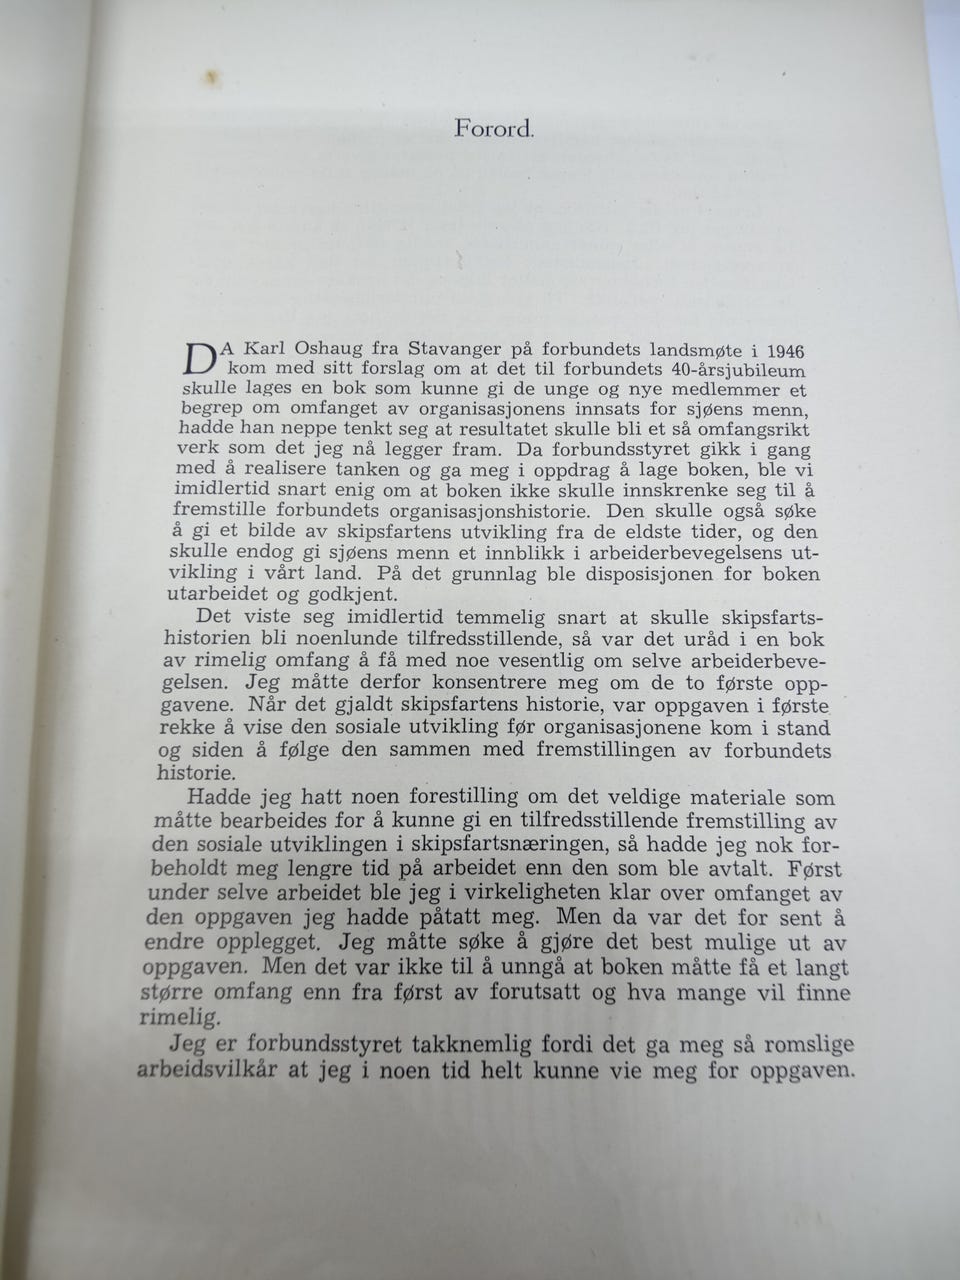 Forord.
DA Karl Oshaug fra Stavanger på forbundets landsmøte i 1946
kom med sitt forslag om at det til forbundets 40-årsjubileum
skulle lages en bok som kunne gi de unge og nye medlemmer et
begrep om omfanget av organisasjonens innsats for sjøens menn,
hadde han neppe tenkt seg at resultatet skulle bli et så omfangsrikt
verk som det jeg nå legger fram. Da forbundsstyret gikk i gang
med å realisere tanken og ga meg i oppdrag å lage boken, ble vi
imidlertid snart enig om at boken ikke skulle innskrenke seg til å
fremstille forbundets organisasjonshistorie. Den skulle også søke
å gi et bilde av skipsfartens utvikling fra de eldste tider, og den
skulle endog gi sjøens menn et innblikk i arbeiderbevegelsens ut-
vikling i vårt land. På det grunnlag ble disposisjonen for boken
utarbeidet og godkjent.
Det viste seg imidlertid temmelig snart at skulle skipsfarts-
historien bli noenlunde tilfredsstillende, så var det uråd i en bok
av rimelig omfang å få med noe vesentlig om selve arbeiderbeve-
gelsen. Jeg måtte derfor konsentrere meg om de to første opp-
gavene. Når det gjaldt skipsfartens historie, var oppgaven i første
rekke å vise den sosiale utvikling før organisasjonene kom i stand
og siden å følge den sammen med fremstillingen av forbundets
historie.
Hadde jeg hatt noen forestilling om det veldige materiale som
måtte bearbeides for å kunne gi en tilfredsstillende fremstilling av
den sosiale utviklingen i skipsfartsnæringen, så hadde jeg nok for-
beholdt meg lengre tid på arbeidet enn den som ble avtalt. Først
under selve arbeidet ble jeg i virkeligheten klar over omfanget av
den oppgaven jeg hadde påtatt meg. Men da var det for sent å
endre opplegget. Jeg måtte søke å gjøre det best mulige ut av
oppgaven. Men det var ikke til å unngå at boken måtte få et langt
større omfang enn fra først av forutsatt og hva mange vil finne
rimelig.
Jeg er forbundsstyret takknemlig fordi det ga meg så romslige
arbeidsvilkår at jeg i noen tid helt kunne vie meg for oppgaven.